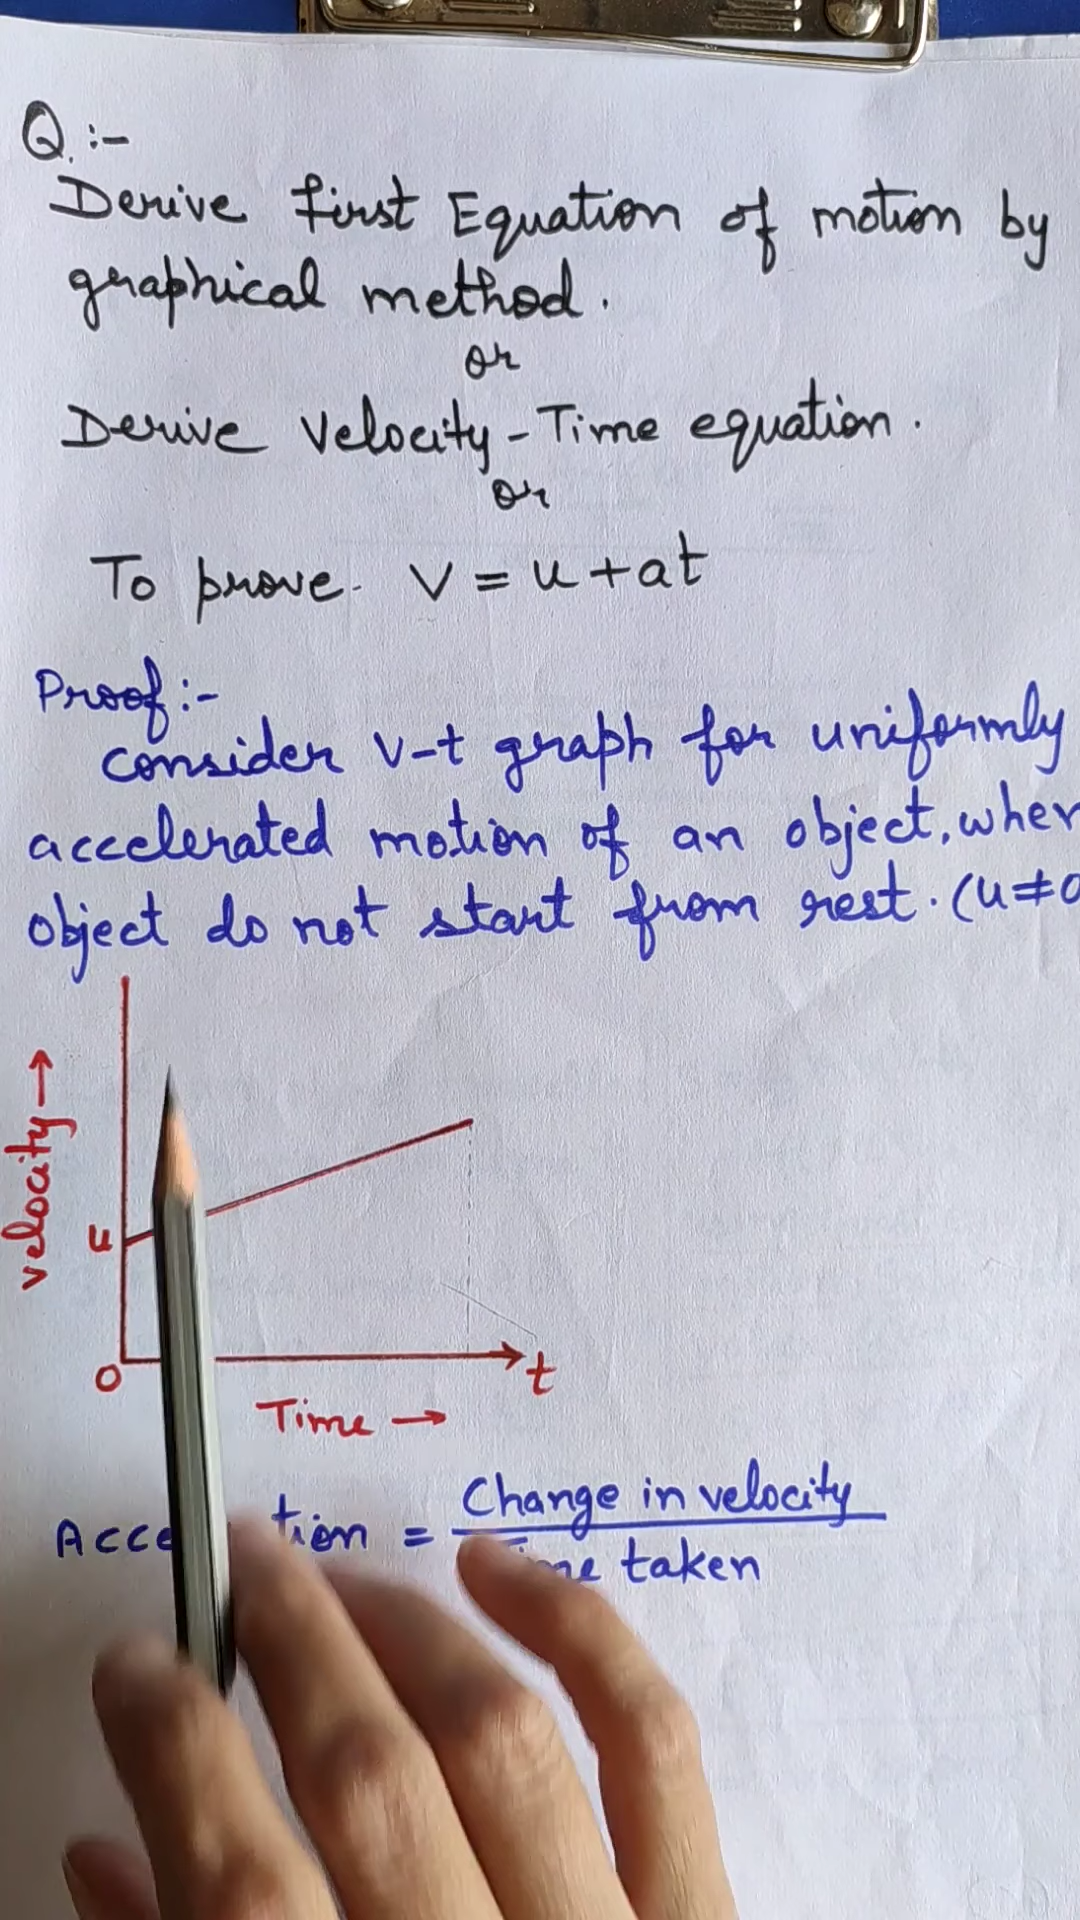 Q.:-
Derive first Equation of motion by
graphical method.
or
Derive Velocity-Time equation.
or
To prove. V = u + at
Proof:-
consider v-t graph for uniformly
accelerated motion of an object, wher
object do not start from rest. (u≠0
velocity→
u
O
t
Time →
= Change in velocity
taken